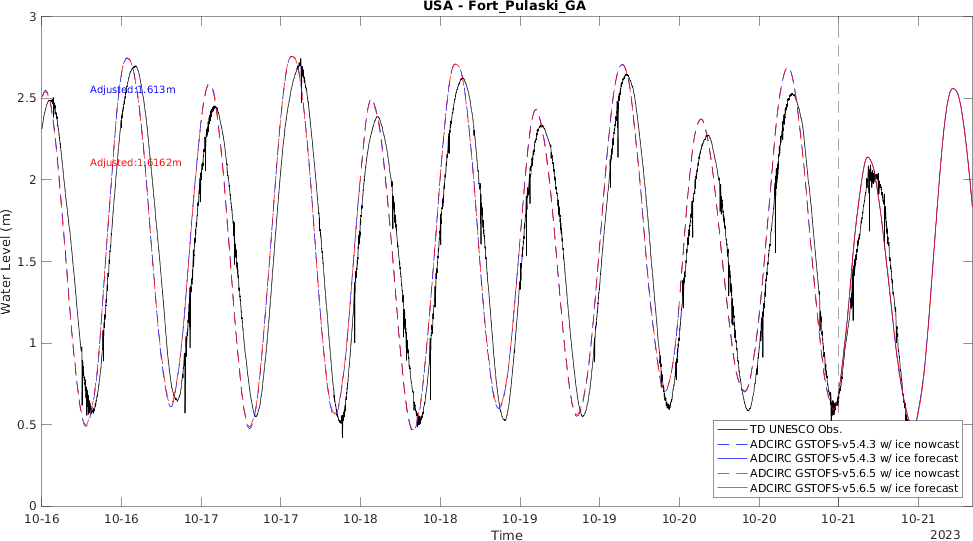 USA - Fort_Pulaski_GA
3
2.5
2
1.5
1
0.5
0
Water Level (m)
Adjusted:1.613m
Adjusted:1.6162m
TD UNESCO Obs.
ADCIRC GSTOFS-v5.4.3 w/ ice nowcast
ADCIRC GSTOFS-v5.4.3 w/ ice forecast
ADCIRC GSTOFS-v5.6.5 w/ ice nowcast
ADCIRC GSTOFS-v5.6.5 w/ ice forecast
10-16 10-16 10-17 10-17 10-18 10-18 10-19 10-19 10-20 10-20 10-21 10-21
Time
2023